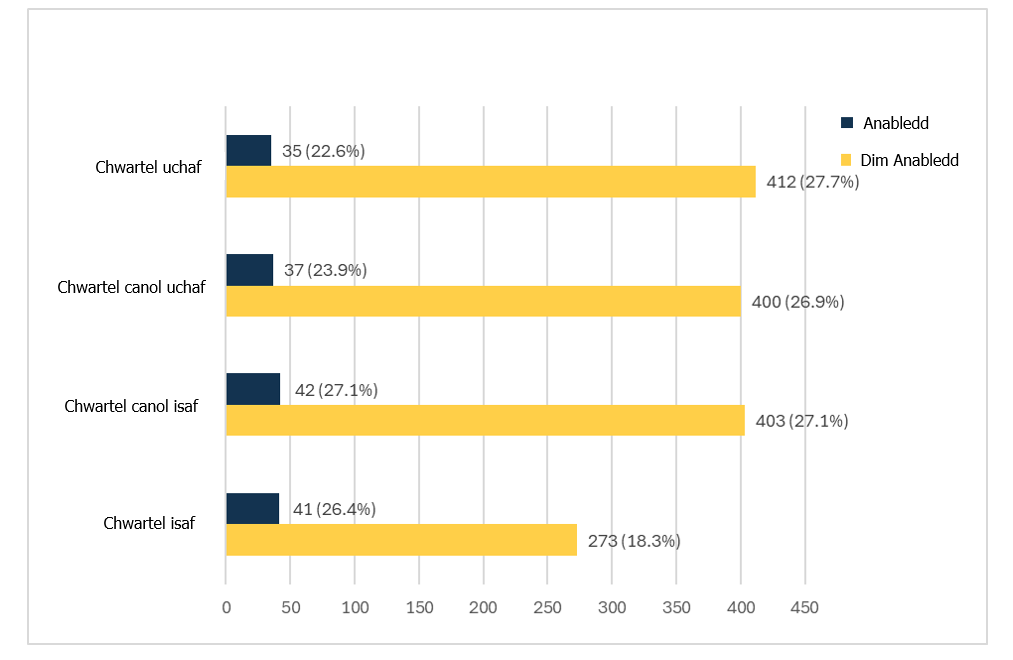 Anabledd
Dim Anabledd
Chwartel uchaf
35 (22.6%)
412 (27.7%)
Chwartel canol uchaf
37 (23.9%)
400 (26.9%)
Chwartel canol isaf
42 (27.1%)
403 (27.1%)
Chwartel isaf
41 (26.4%)
273 (18.3%)
0 50 100 150 200 250 300 350 400 450